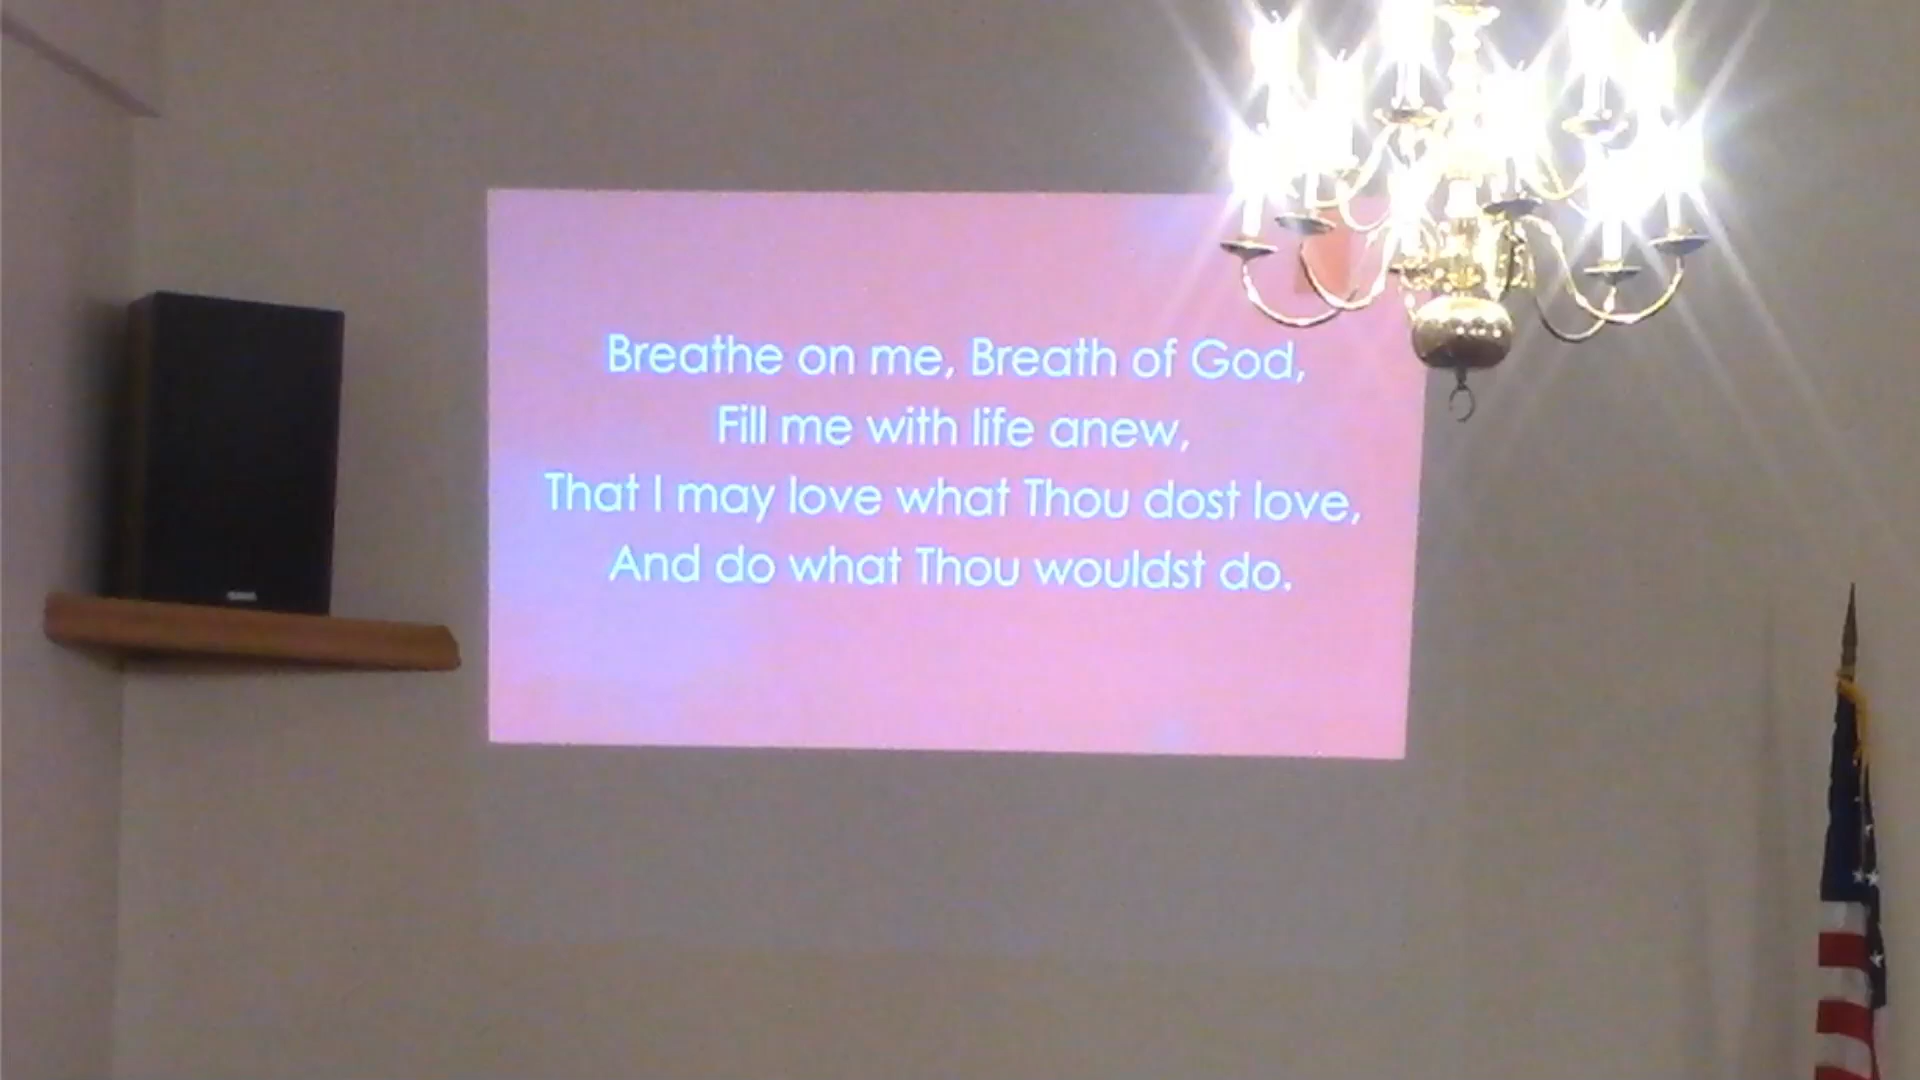 Breathe on me, Breath of God,
Fill me with life anew,
That I may love what Thou dost love,
And do what Thou wouldst do.